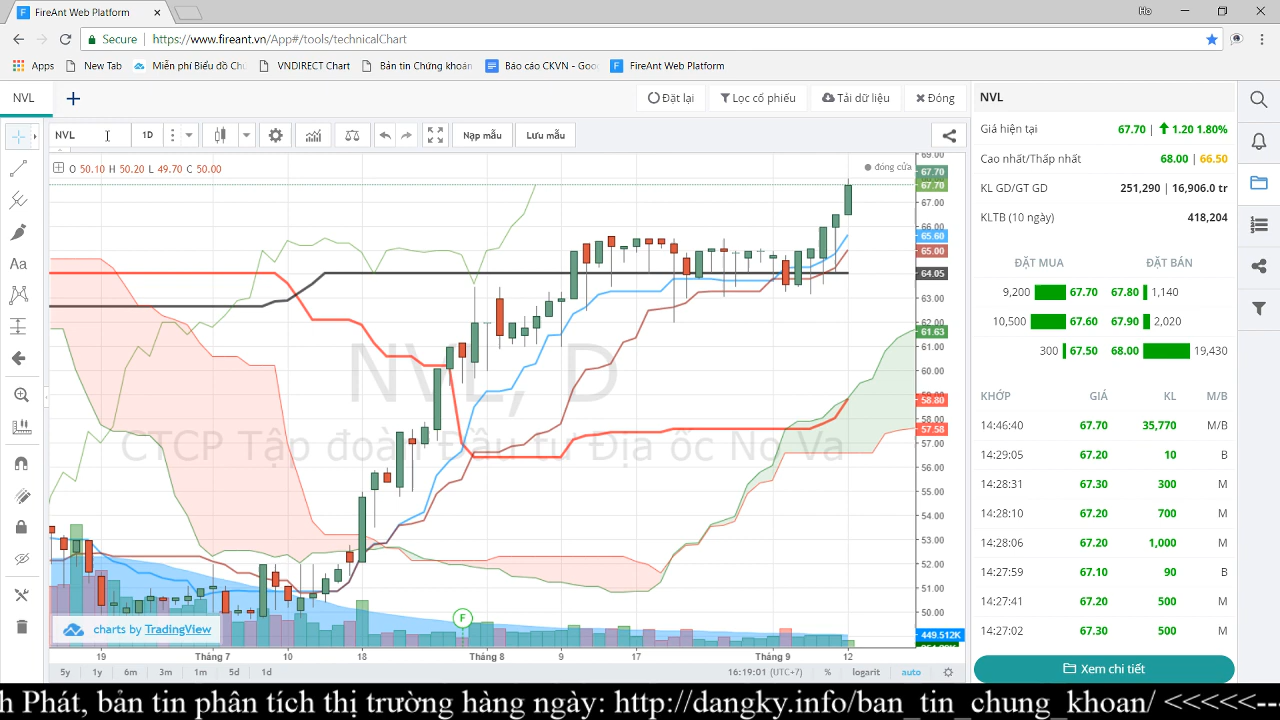 FireAnt Web Platform
Secure https://www.fireant.vn/App#/tools/technicalChart
Apps New Tab Miễn phí Biểu đồ Chu VNDIRECT Chart Bản tin Chứng khoán Báo cáo CKVN - Goo FireAnt Web Platform
NVL
Đặt lại Lọc cổ phiếu Tải dữ liệu Đóng
NVL 1D Nạp mẫu Lưu mẫu
O 50.10 H 50.20 L 49.70 C 50.00
đóng cửa
NVL, D
CTCP Tập đoàn Đầu tư Địa ốc No Va
69.00
67.70
67.70
67.00
66.00
65.60
65.00
64.05
63.00
62.00
61.63
61.00
60.00
58.80
58.00
57.58
57.00
56.00
55.00
54.00
53.00
52.00
51.00
50.00
449.512K
F
charts by TradingView
19 Tháng 7 10 18 Tháng 8 9 17 Tháng 9 12
5y 1y 6m 3m 1m 5d 1d 16:19:01 (UTC+7) % logarit auto
NVL
Giá hiện tại 67.70 | 1.20 1.80%
Cao nhất/Thấp nhất 68.00 | 66.50
KL GD/GT GD 251,290 | 16,906.0 tr
KLTB (10 ngày) 418,204
ĐẶT MUA ĐẶT BÁN
9,200 67.70 67.80 1,140
10,500 67.60 67.90 2,020
300 67.50 68.00 19,430
KHỚP GIÁ KL M/B
14:46:40 67.70 35,770 M/B
14:29:05 67.20 10 B
14:28:31 67.30 300 M
14:28:10 67.20 700 M
14:28:06 67.20 1,000 M
14:27:59 67.10 90 B
14:27:41 67.20 500 M
14:27:02 67.30 500 M
Xem chi tiết
h Phát, bản tin phân tích thị trường hàng ngày: http://dangky.info/ban_tin_chung_khoan/ <<<<<--